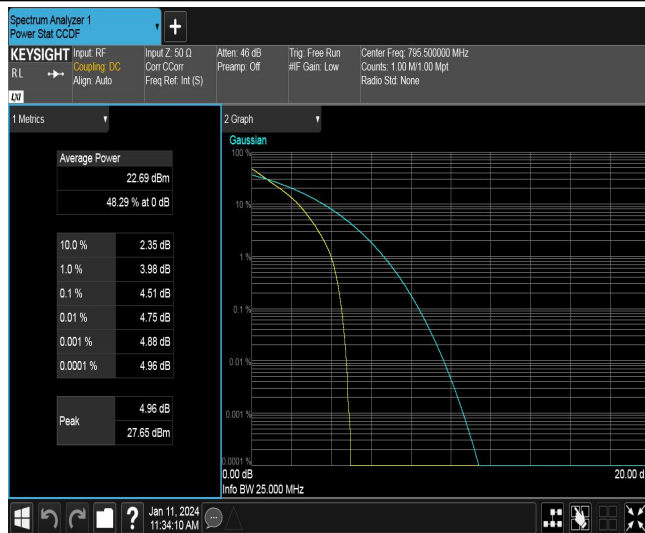 Spectrum Analyzer 1
Power Stat CCDF
+
KEYSIGHT
RL
LXI
Input: RF
Coupling: DC
Align: Auto
Input Z: 50 Ω
Corr CCorr
Freq Ref: Int (S)
Atten: 46 dB
Preamp: Off
Trig: Free Run
#IF Gain: Low
Center Freq: 795.500000 MHz
Counts: 1.00 M/1.00 Mpt
Radio Std: None
1 Metrics
Average Power
22.69 dBm
48.29 % at 0 dB
10.0 % 2.35 dB
1.0 % 3.98 dB
0.1 % 4.51 dB
0.01 % 4.75 dB
0.001 % 4.88 dB
0.0001 % 4.96 dB
Peak
4.96 dB
27.65 dBm
2 Graph
Gaussian
100 %
10 %
1 %
0.1 %
0.01 %
0.001 %
0.0001 %
0.00 dB
20.00 d
Info BW 25.000 MHz
?
Jan 11, 2024
11:34:10 AM